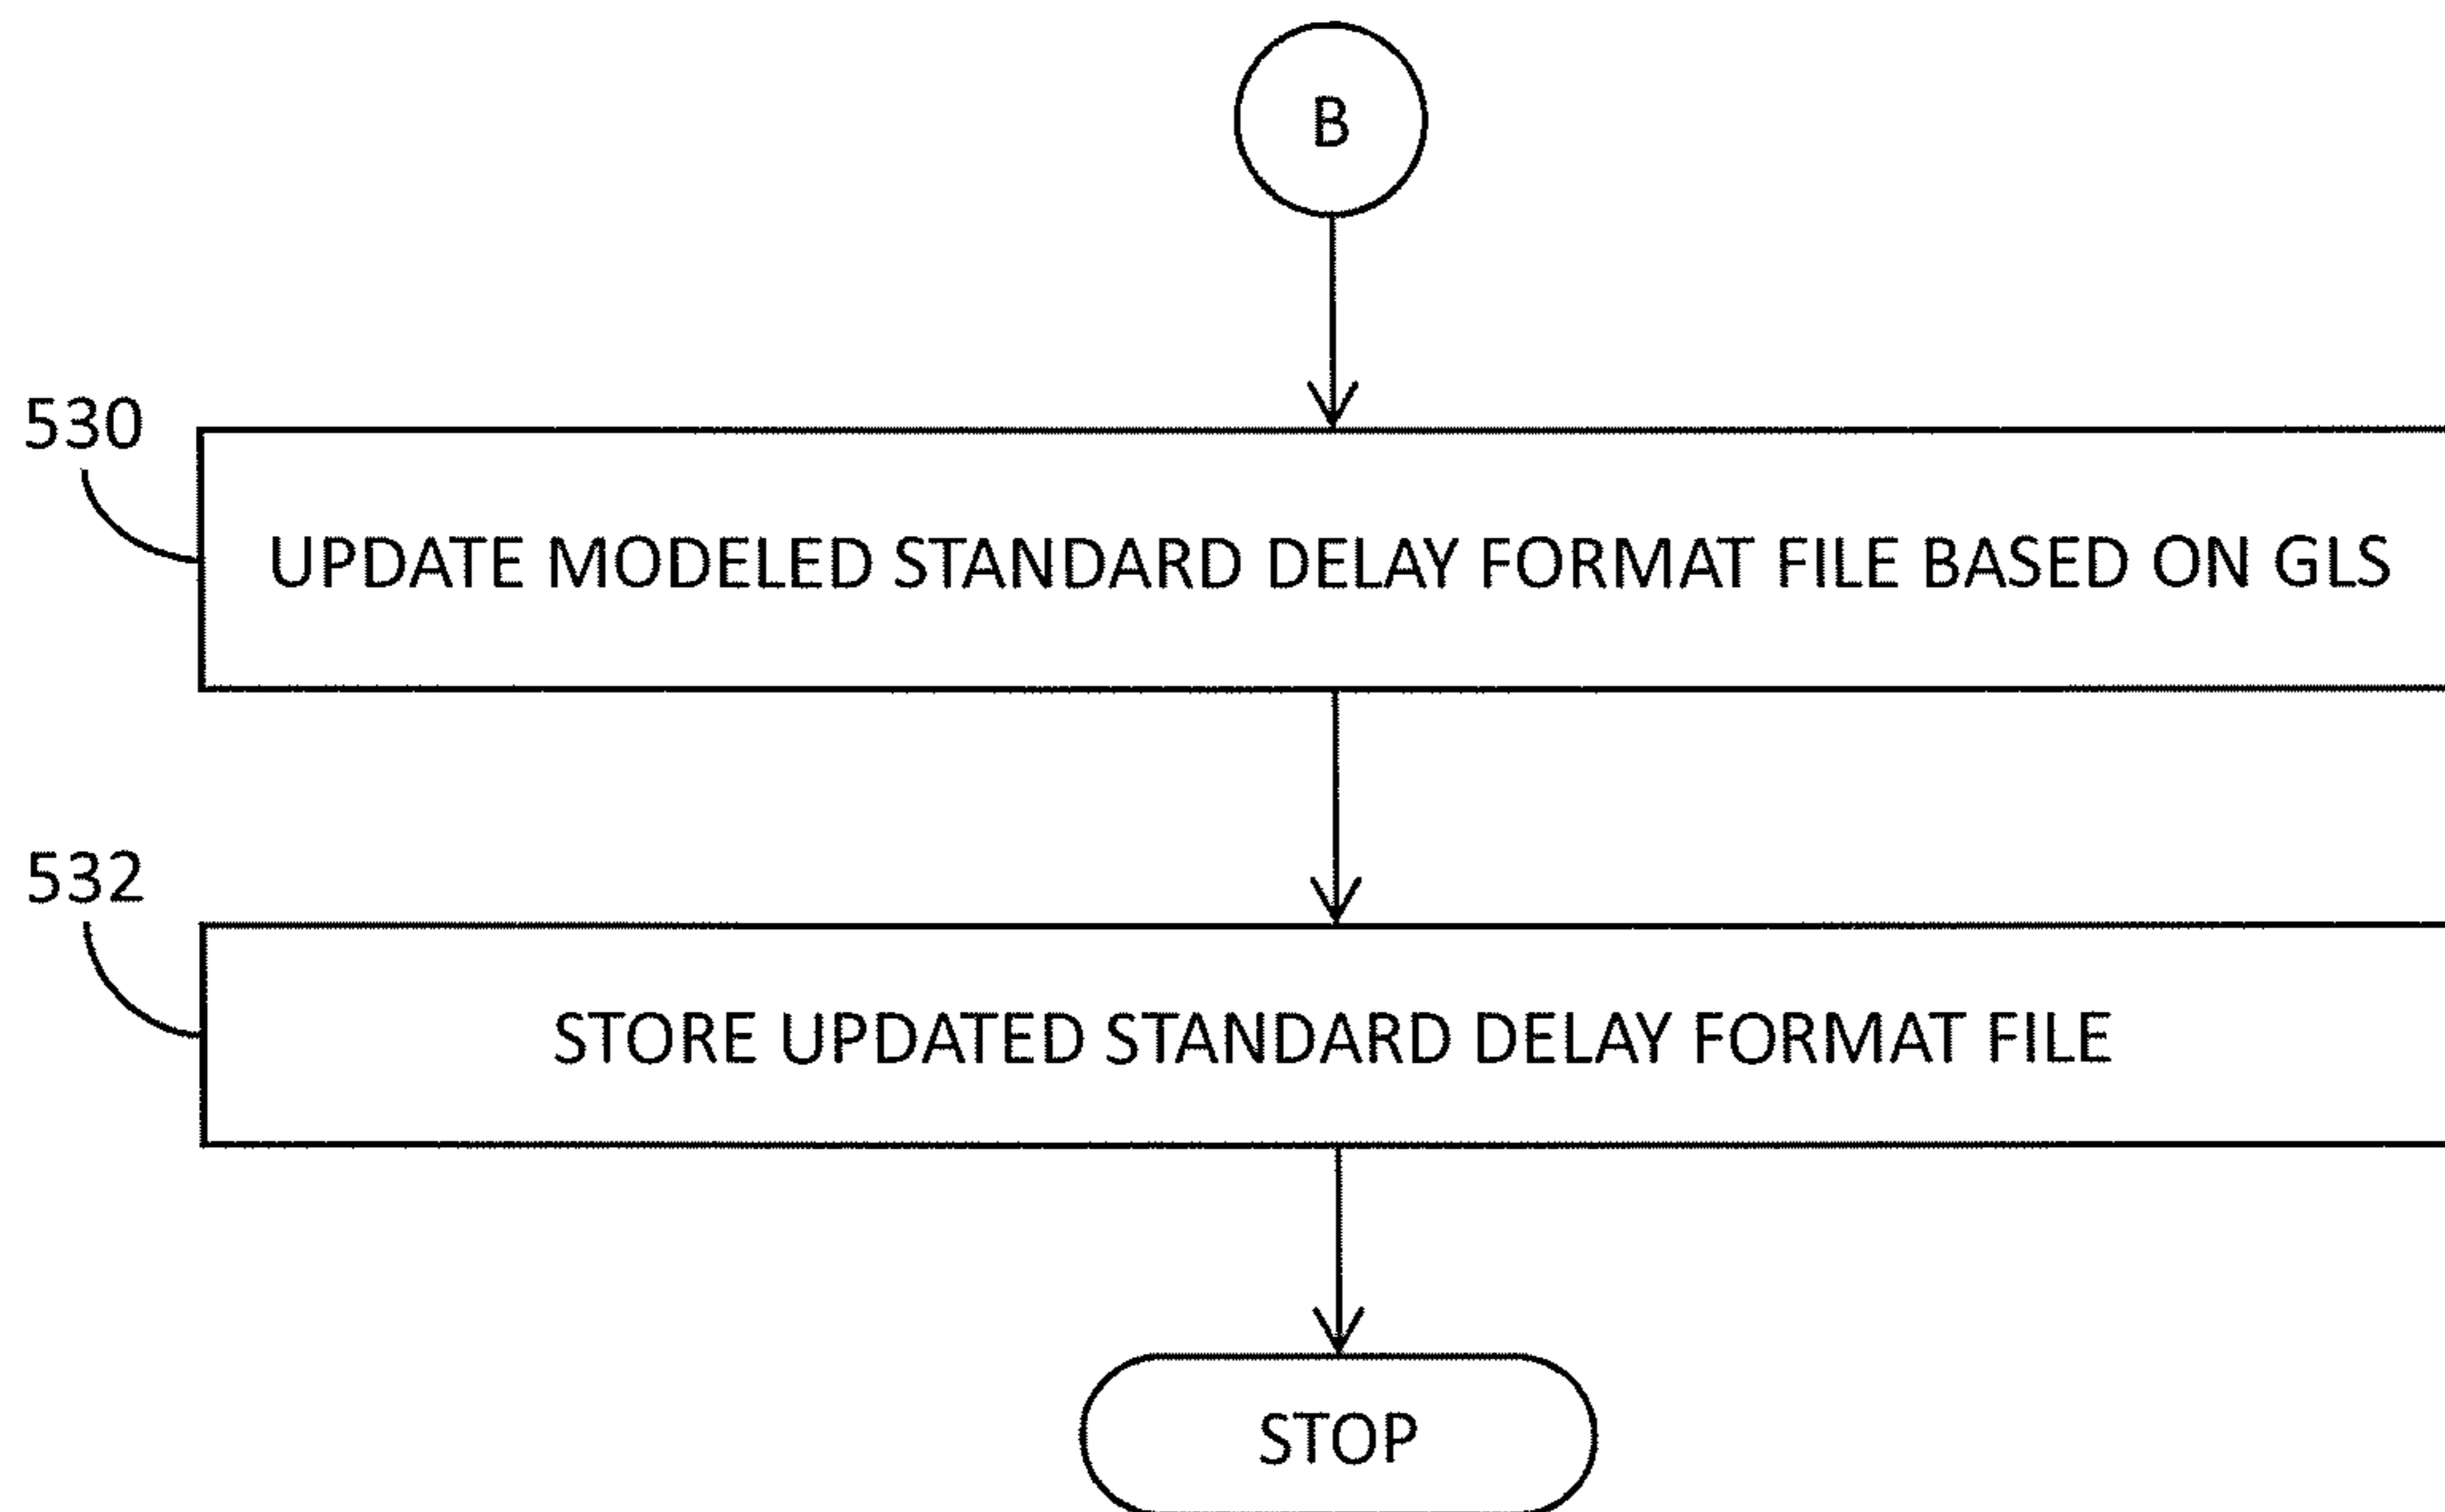 B
530
UPDATE MODELED STANDARD DELAY FORMAT FILE BASED ON GLS
532
STORE UPDATED STANDARD DELAY FORMAT FILE
STOP